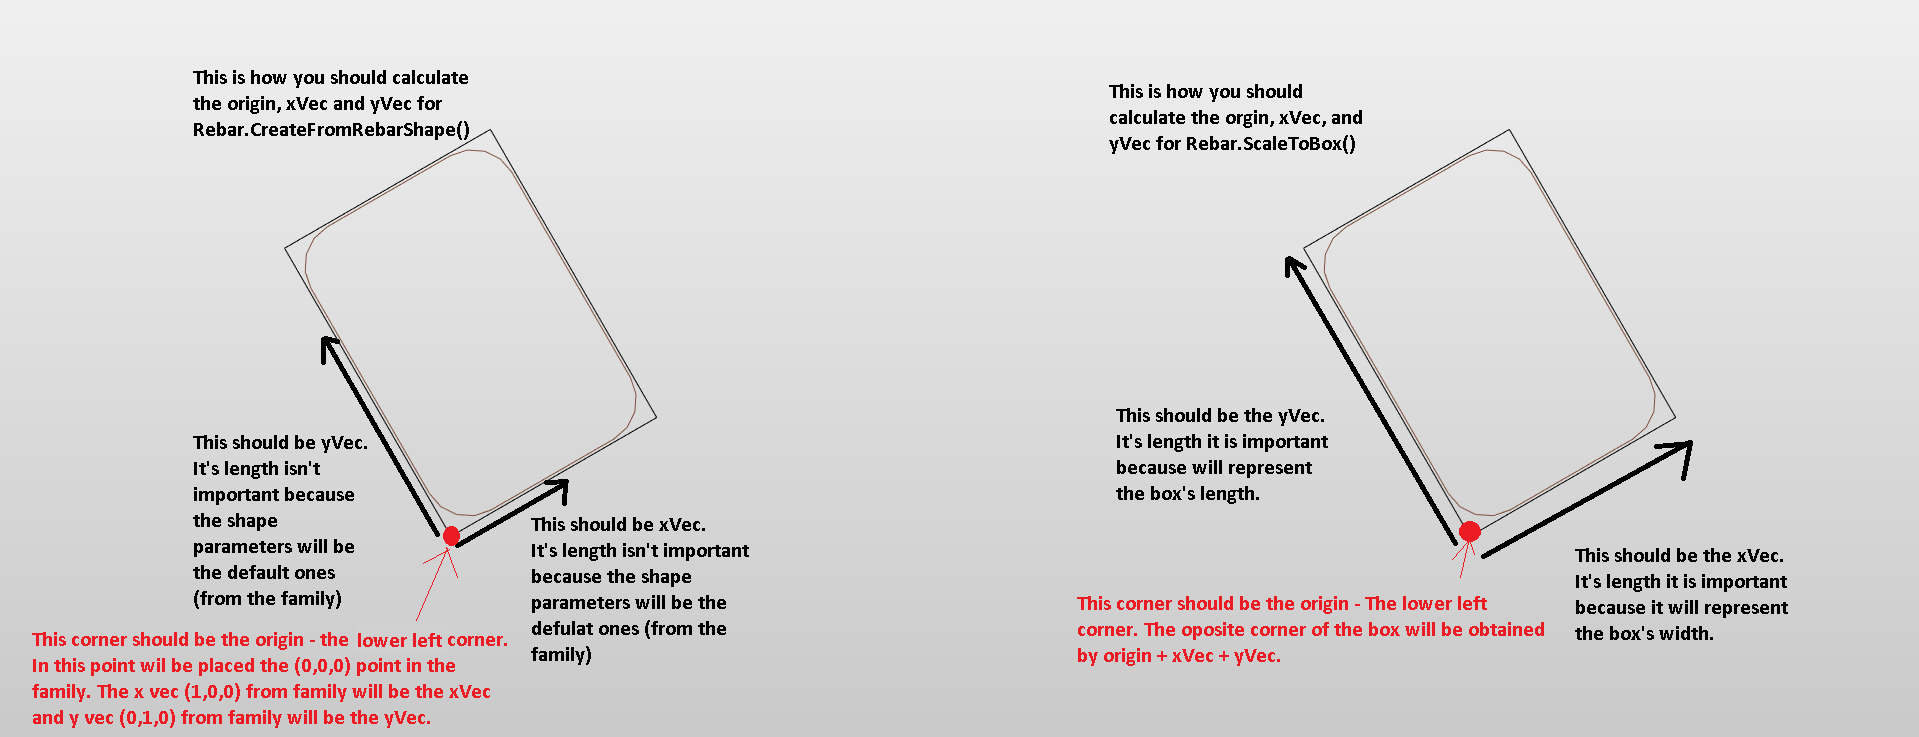 This is how you should calculate
the origin, xVec and yVec for
Rebar.CreateFromRebarShape()
This should be yVec.
It's length isn't
important because
the shape
parameters will be
the default ones
(from the family)
This should be xVec.
It's length isn't important
because the shape
parameters will be the
defulat ones (from the
family)
This corner should be the origin - the lower left corner.
In this point wil be placed the (0,0,0) point in the
family. The x vec (1,0,0) from family will be the xVec
and y vec (0,1,0) from family will be the yVec.
This is how you should
calculate the orgin, xVec, and
yVec for Rebar.ScaleToBox()
This should be the yVec.
It's length it is important
because will represent
the box's length.
This should be the xVec.
It's length it is important
because it will represent
the box's width.
This corner should be the origin - The lower left
corner. The oposite corner of the box will be obtained
by origin + xVec + yVec.